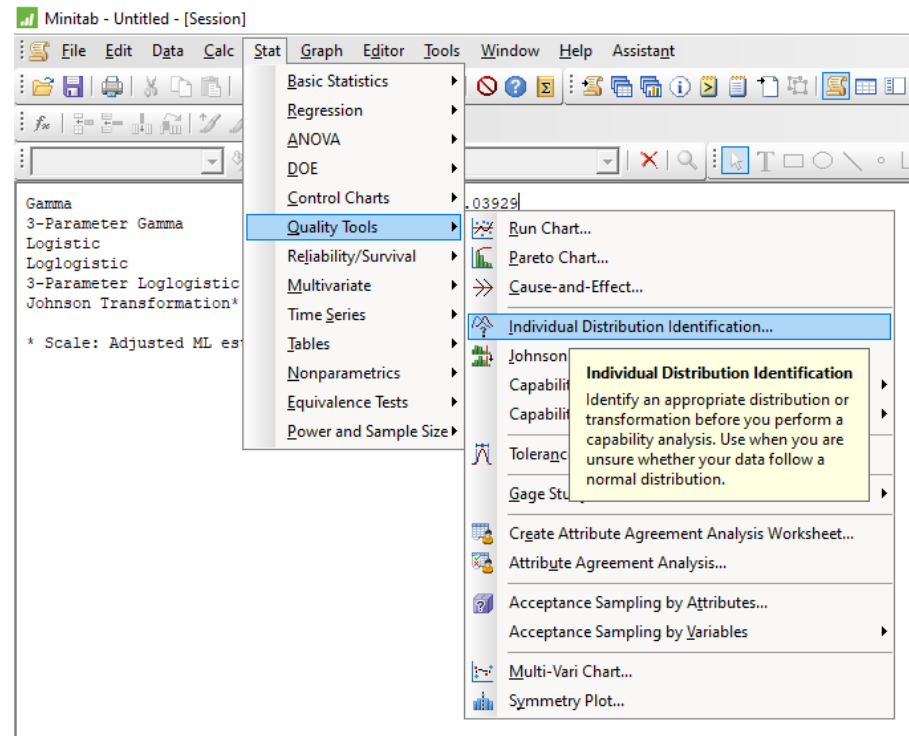 Minitab - Untitled - [Session]
File Edit Data Calc Stat Graph Editor Tools Window Help Assistant
Basic Statistics
Regression
ANOVA
DOE
Control Charts
Quality Tools
Reliability/Survival
Multivariate
Time Series
Tables
Nonparametrics
Equivalence Tests
Power and Sample Size
Gamma
3-Parameter Gamma
Logistic
Loglogistic
3-Parameter Loglogistic
Johnson Transformation*
* Scale: Adjusted ML es
.03929
Run Chart...
Pareto Chart...
Cause-and-Effect...
Individual Distribution Identification...
Johnson
Capabilit
Capabilit
Toleranc
Gage Stu
Individual Distribution Identification
Identify an appropriate distribution or
transformation before you perform a
capability analysis. Use when you are
unsure whether your data follow a
normal distribution.
Create Attribute Agreement Analysis Worksheet...
Attribute Agreement Analysis...
Acceptance Sampling by Attributes...
Acceptance Sampling by Variables
Multi-Vari Chart...
Symmetry Plot...